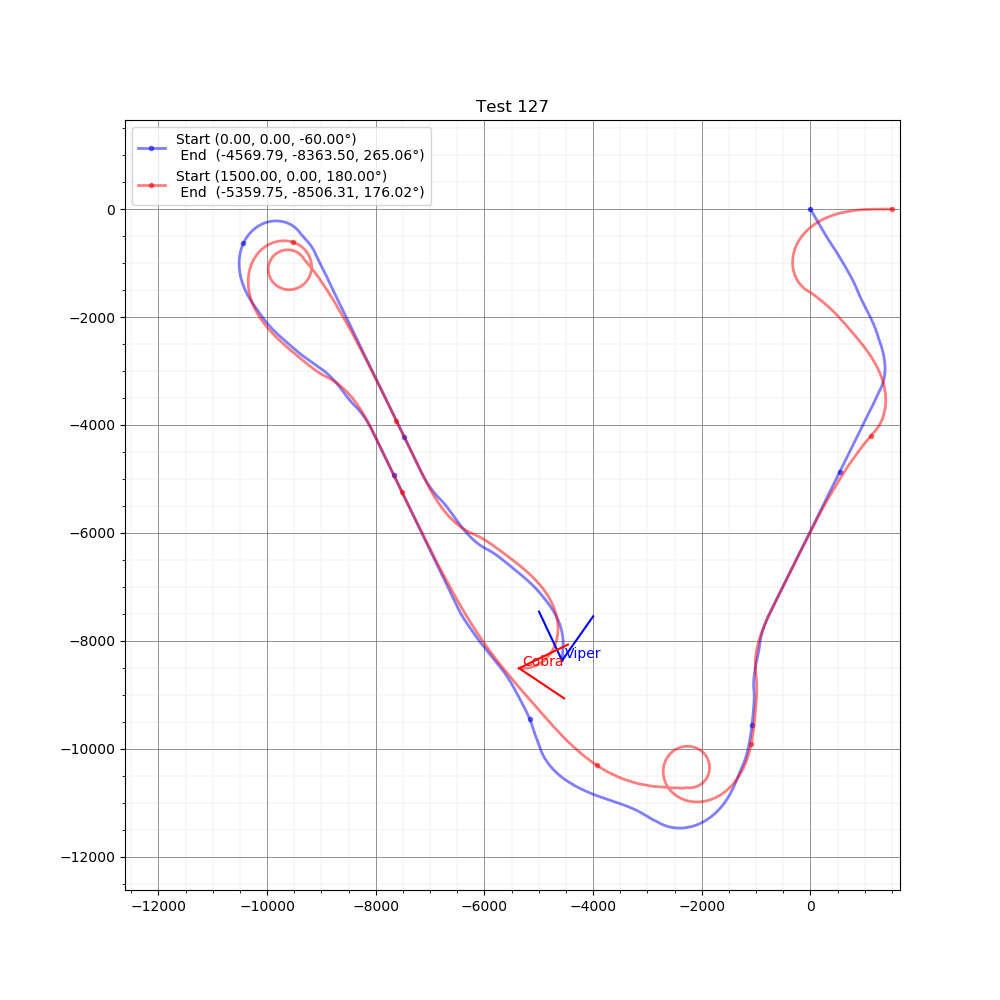 Test 127
Start (0.00, 0.00, -60.00°)
End (-4569.79, -8363.50, 265.06°)
Start (1500.00, 0.00, 180.00°)
End (-5359.75, -8506.31, 176.02°)
0
−2000
−4000
−6000
−8000
−10000
−12000
Viper
Cobra
−12000 −10000 −8000 −6000 −4000 −2000 0